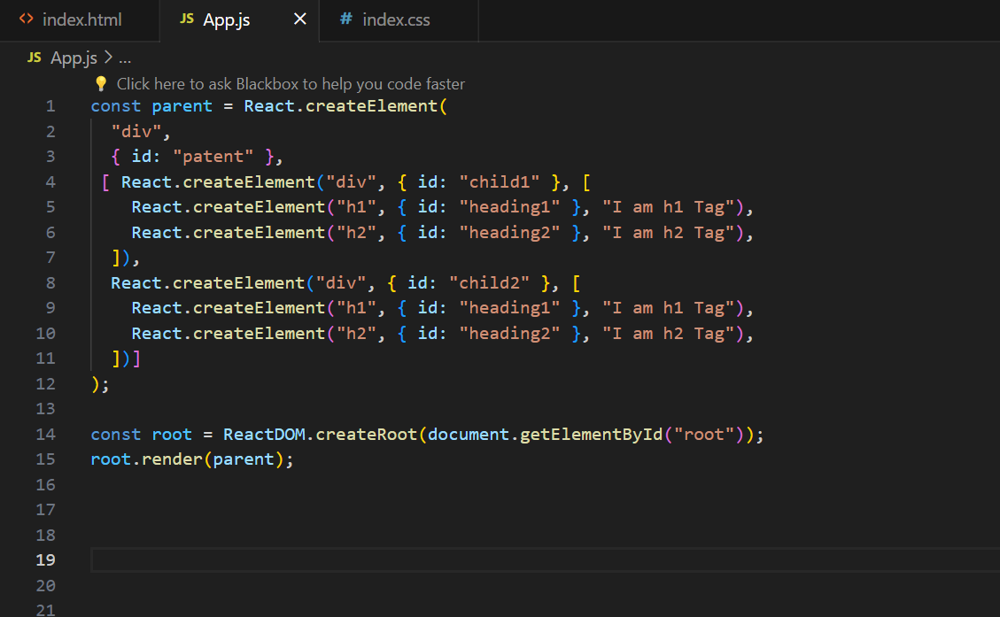 <> index.html JS App.js × # index.css
JS App.js > ...
Click here to ask Blackbox to help you code faster
1 const parent = React.createElement(
2   "div",
3   { id: "patent" },
4  [ React.createElement("div", { id: "child1" }, [
5     React.createElement("h1", { id: "heading1" }, "I am h1 Tag"),
6     React.createElement("h2", { id: "heading2" }, "I am h2 Tag"),
7   ]),
8   React.createElement("div", { id: "child2" }, [
9     React.createElement("h1", { id: "heading1" }, "I am h1 Tag"),
10     React.createElement("h2", { id: "heading2" }, "I am h2 Tag"),
11   ])]
12 );
13
14 const root = ReactDOM.createRoot(document.getElementById("root"));
15 root.render(parent);
16
17
18
19
20
21